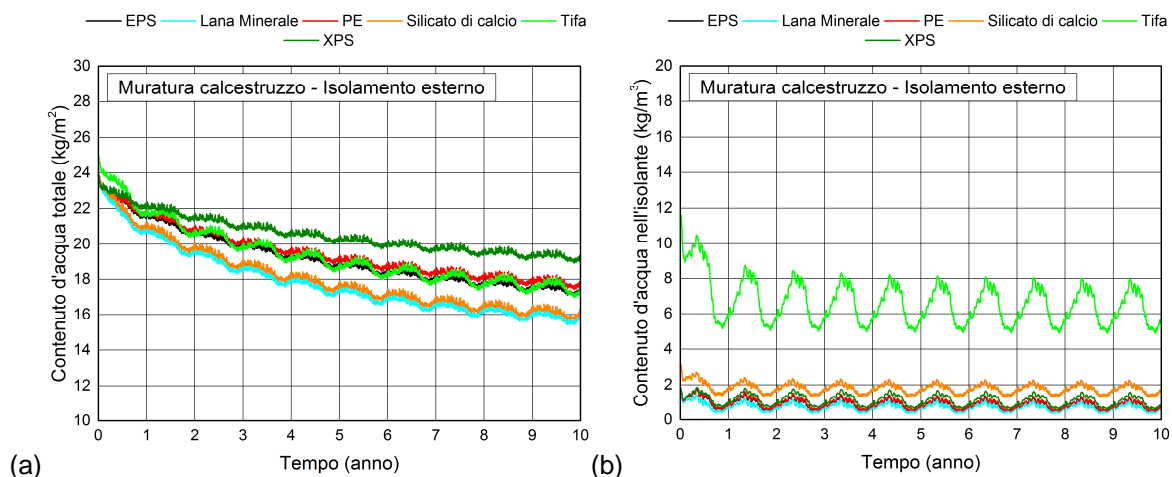 EPS Lana Minerale PE Silicato di calcio Tifa
XPS
Muratura calcestruzzo - Isolamento esterno
Contenuto d'acqua totale (kg/m²)
30
28
26
24
22
20
18
16
14
12
10
0 1 2 3 4 5 6 7 8 9 10
Tempo (anno)
(a)
EPS Lana Minerale PE Silicato di calcio Tifa
XPS
Muratura calcestruzzo - Isolamento esterno
Contenuto d'acqua nell'isolante (kg/m³)
20
18
16
14
12
10
8
6
4
2
0
0 1 2 3 4 5 6 7 8 9 10
Tempo (anno)
(b)